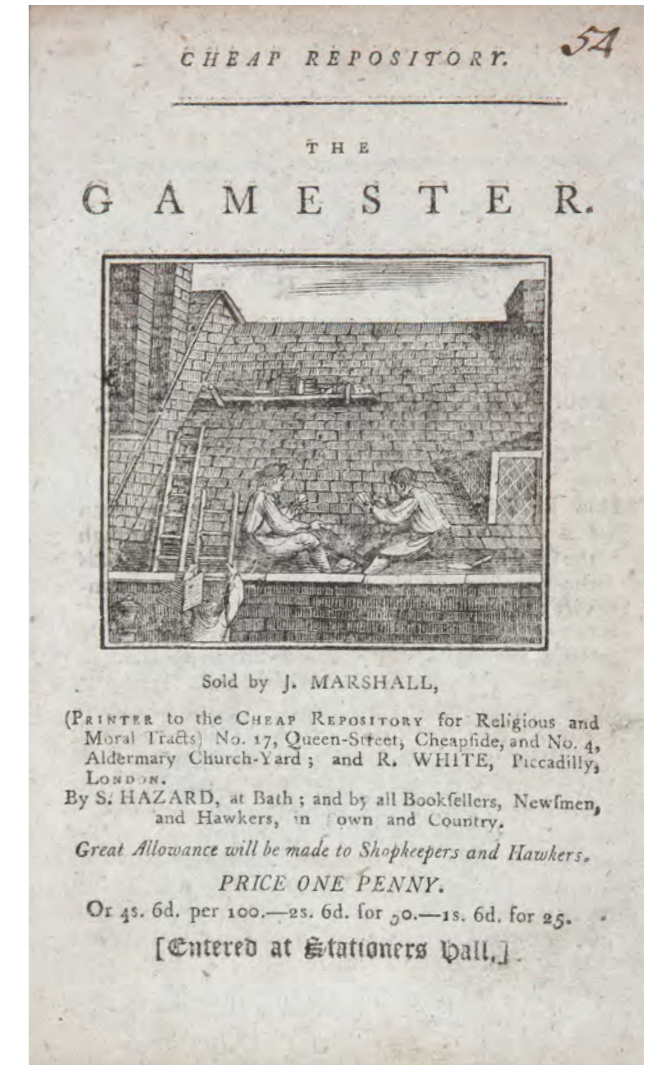 54
CHEAP REPOSITORY.
THE
GAMESTER.
Sold by J. MARSHALL,
(PRINTER to the CHEAP REPOSITORY for Religious and
Moral Tracts) No. 17, Queen-Street, Cheapſide, and No. 4,
Aldermary Church-Yard; and R. WHITE, Piccadilly,
LONDON.
By S. HAZARD, at Bath; and by all Bookſellers, Newſmen,
and Hawkers, in Town and Country.
Great Allowance will be made to Shopkeepers and Hawkers.
PRICE ONE PENNY.
Or 4s. 6d. per 100.—2s. 6d. for 50.—1s. 6d. for 25.
[Entered at Stationers Hall.]